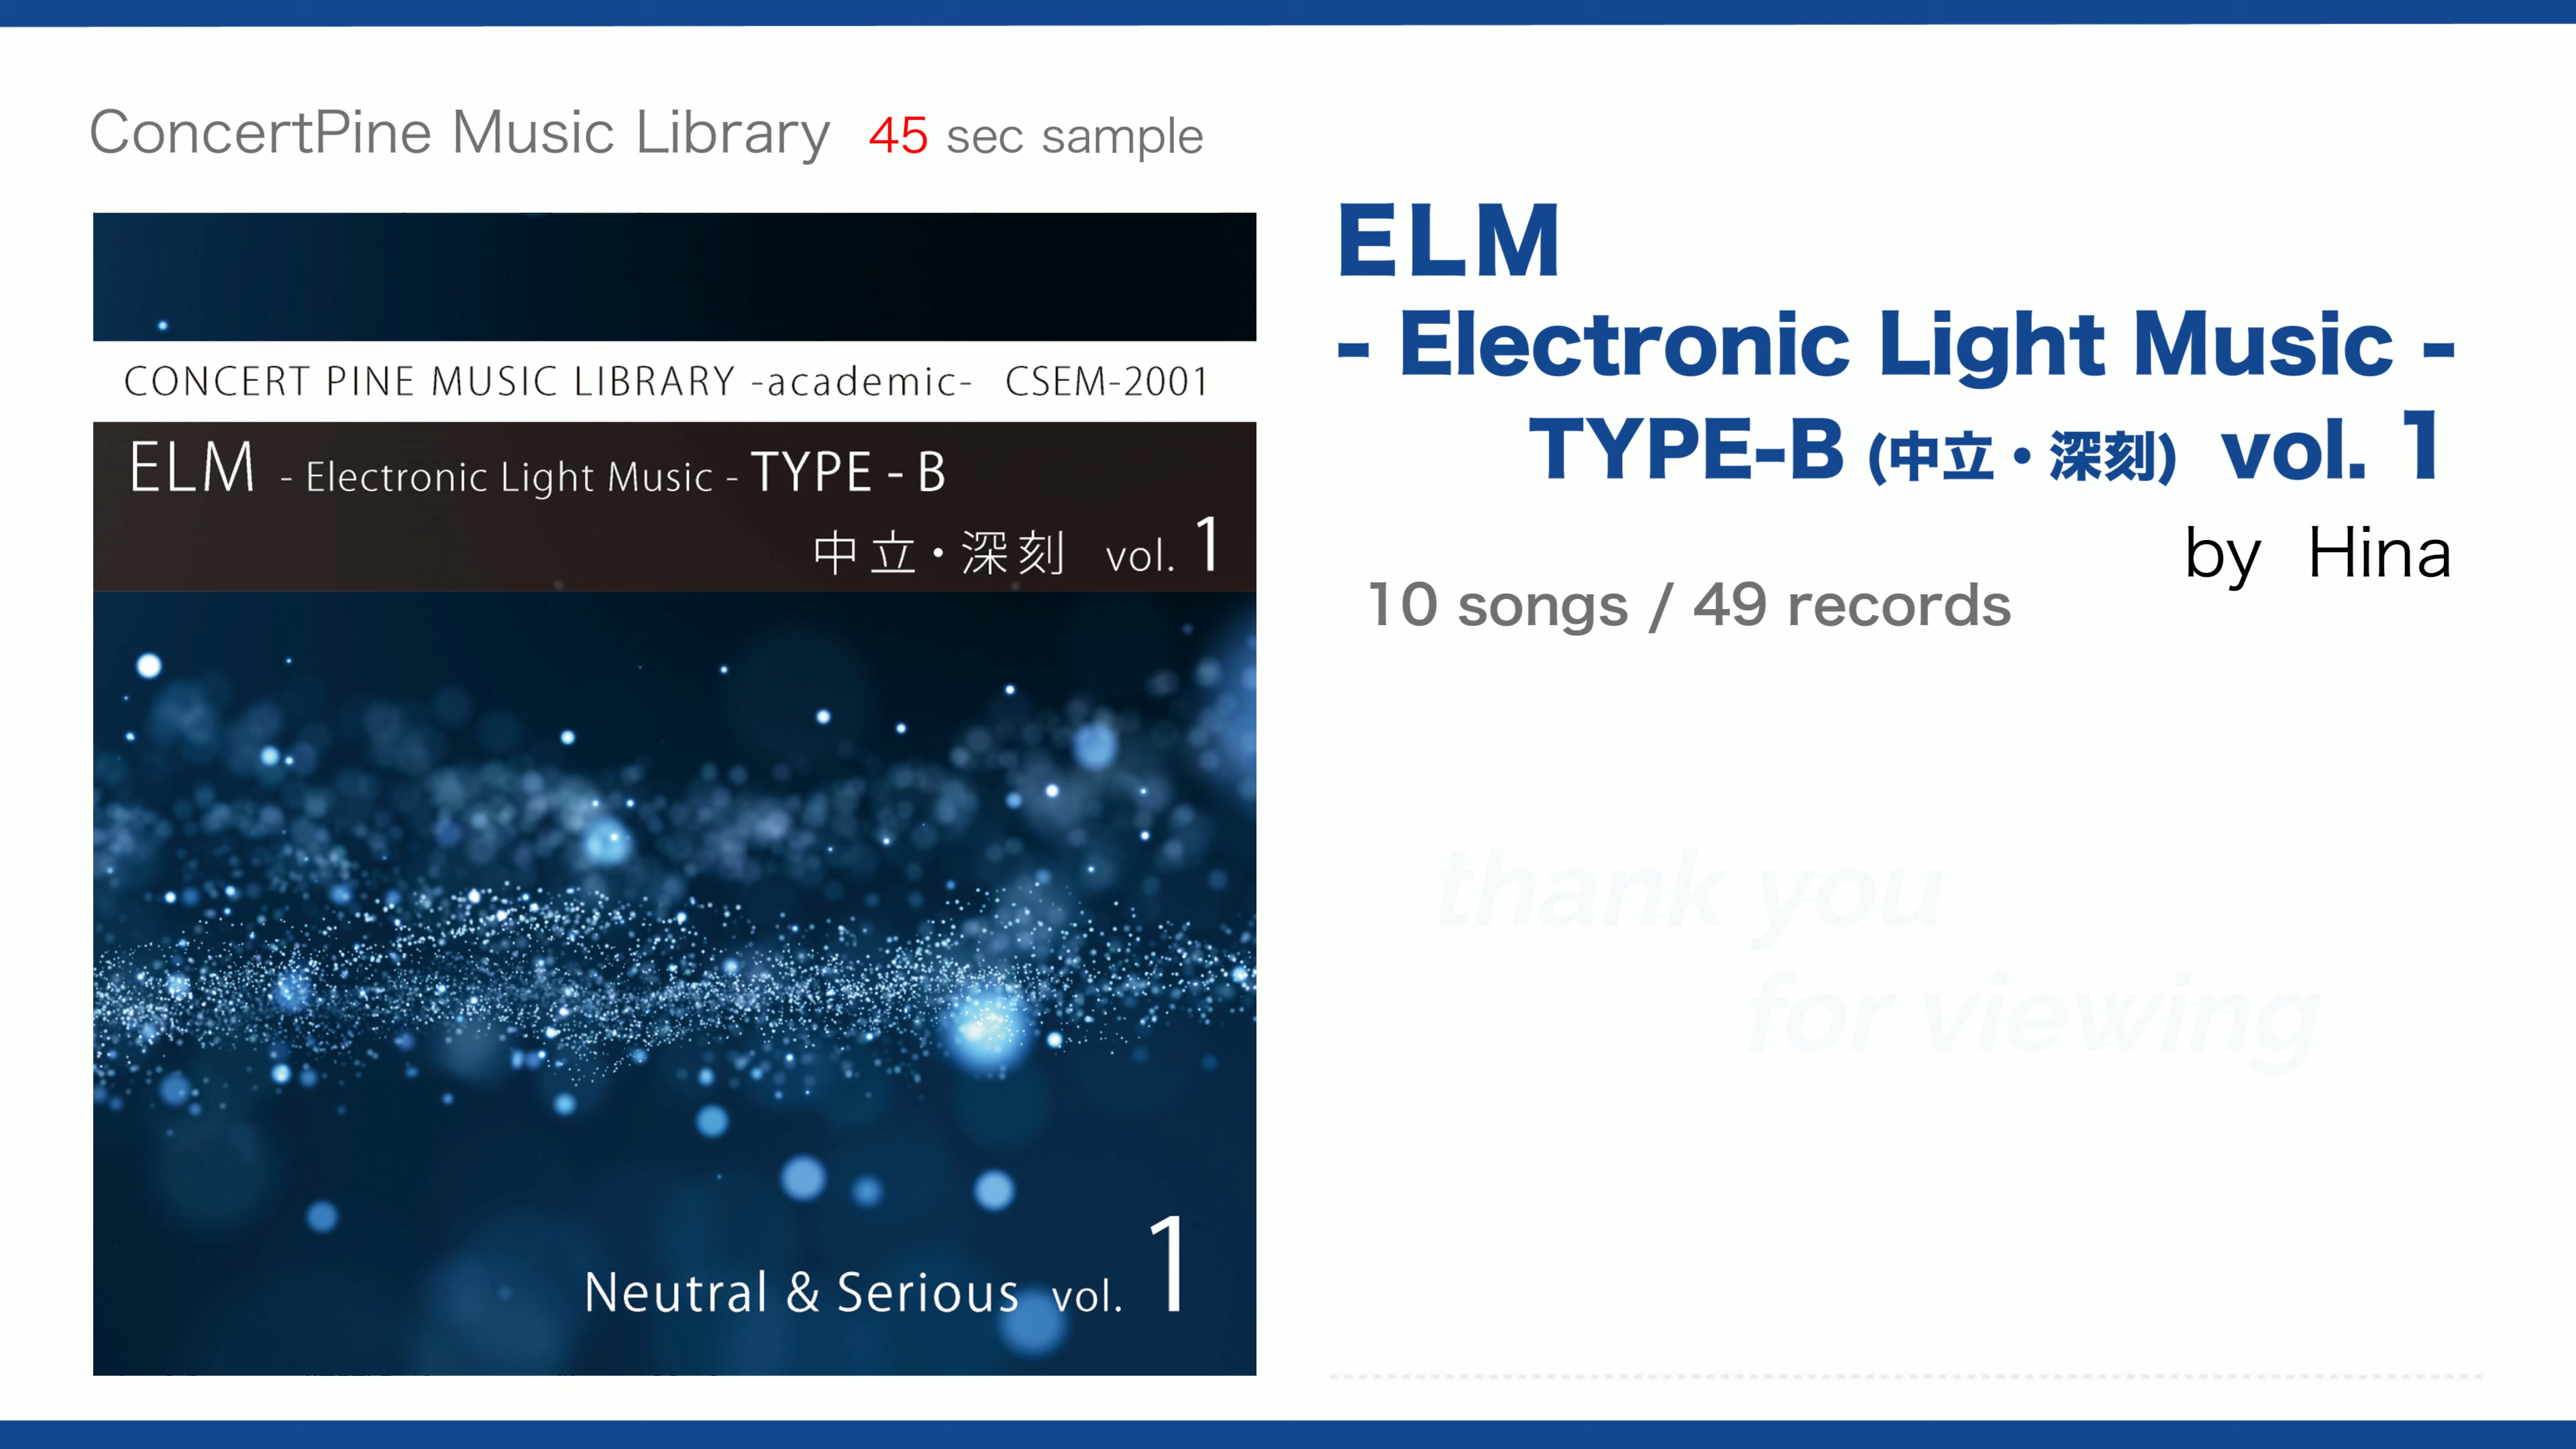 ConcertPine Music Library 45 sec sample
CONCERT PINE MUSIC LIBRARY -academic- CSEM-2001
ELM - Electronic Light Music - TYPE - B
中立・深刻 vol. 1
Neutral & Serious vol. 1
ELM
- Electronic Light Music -
TYPE-B (中立・深刻) vol. 1
by Hina
10 songs / 49 records
thank you
for viewing